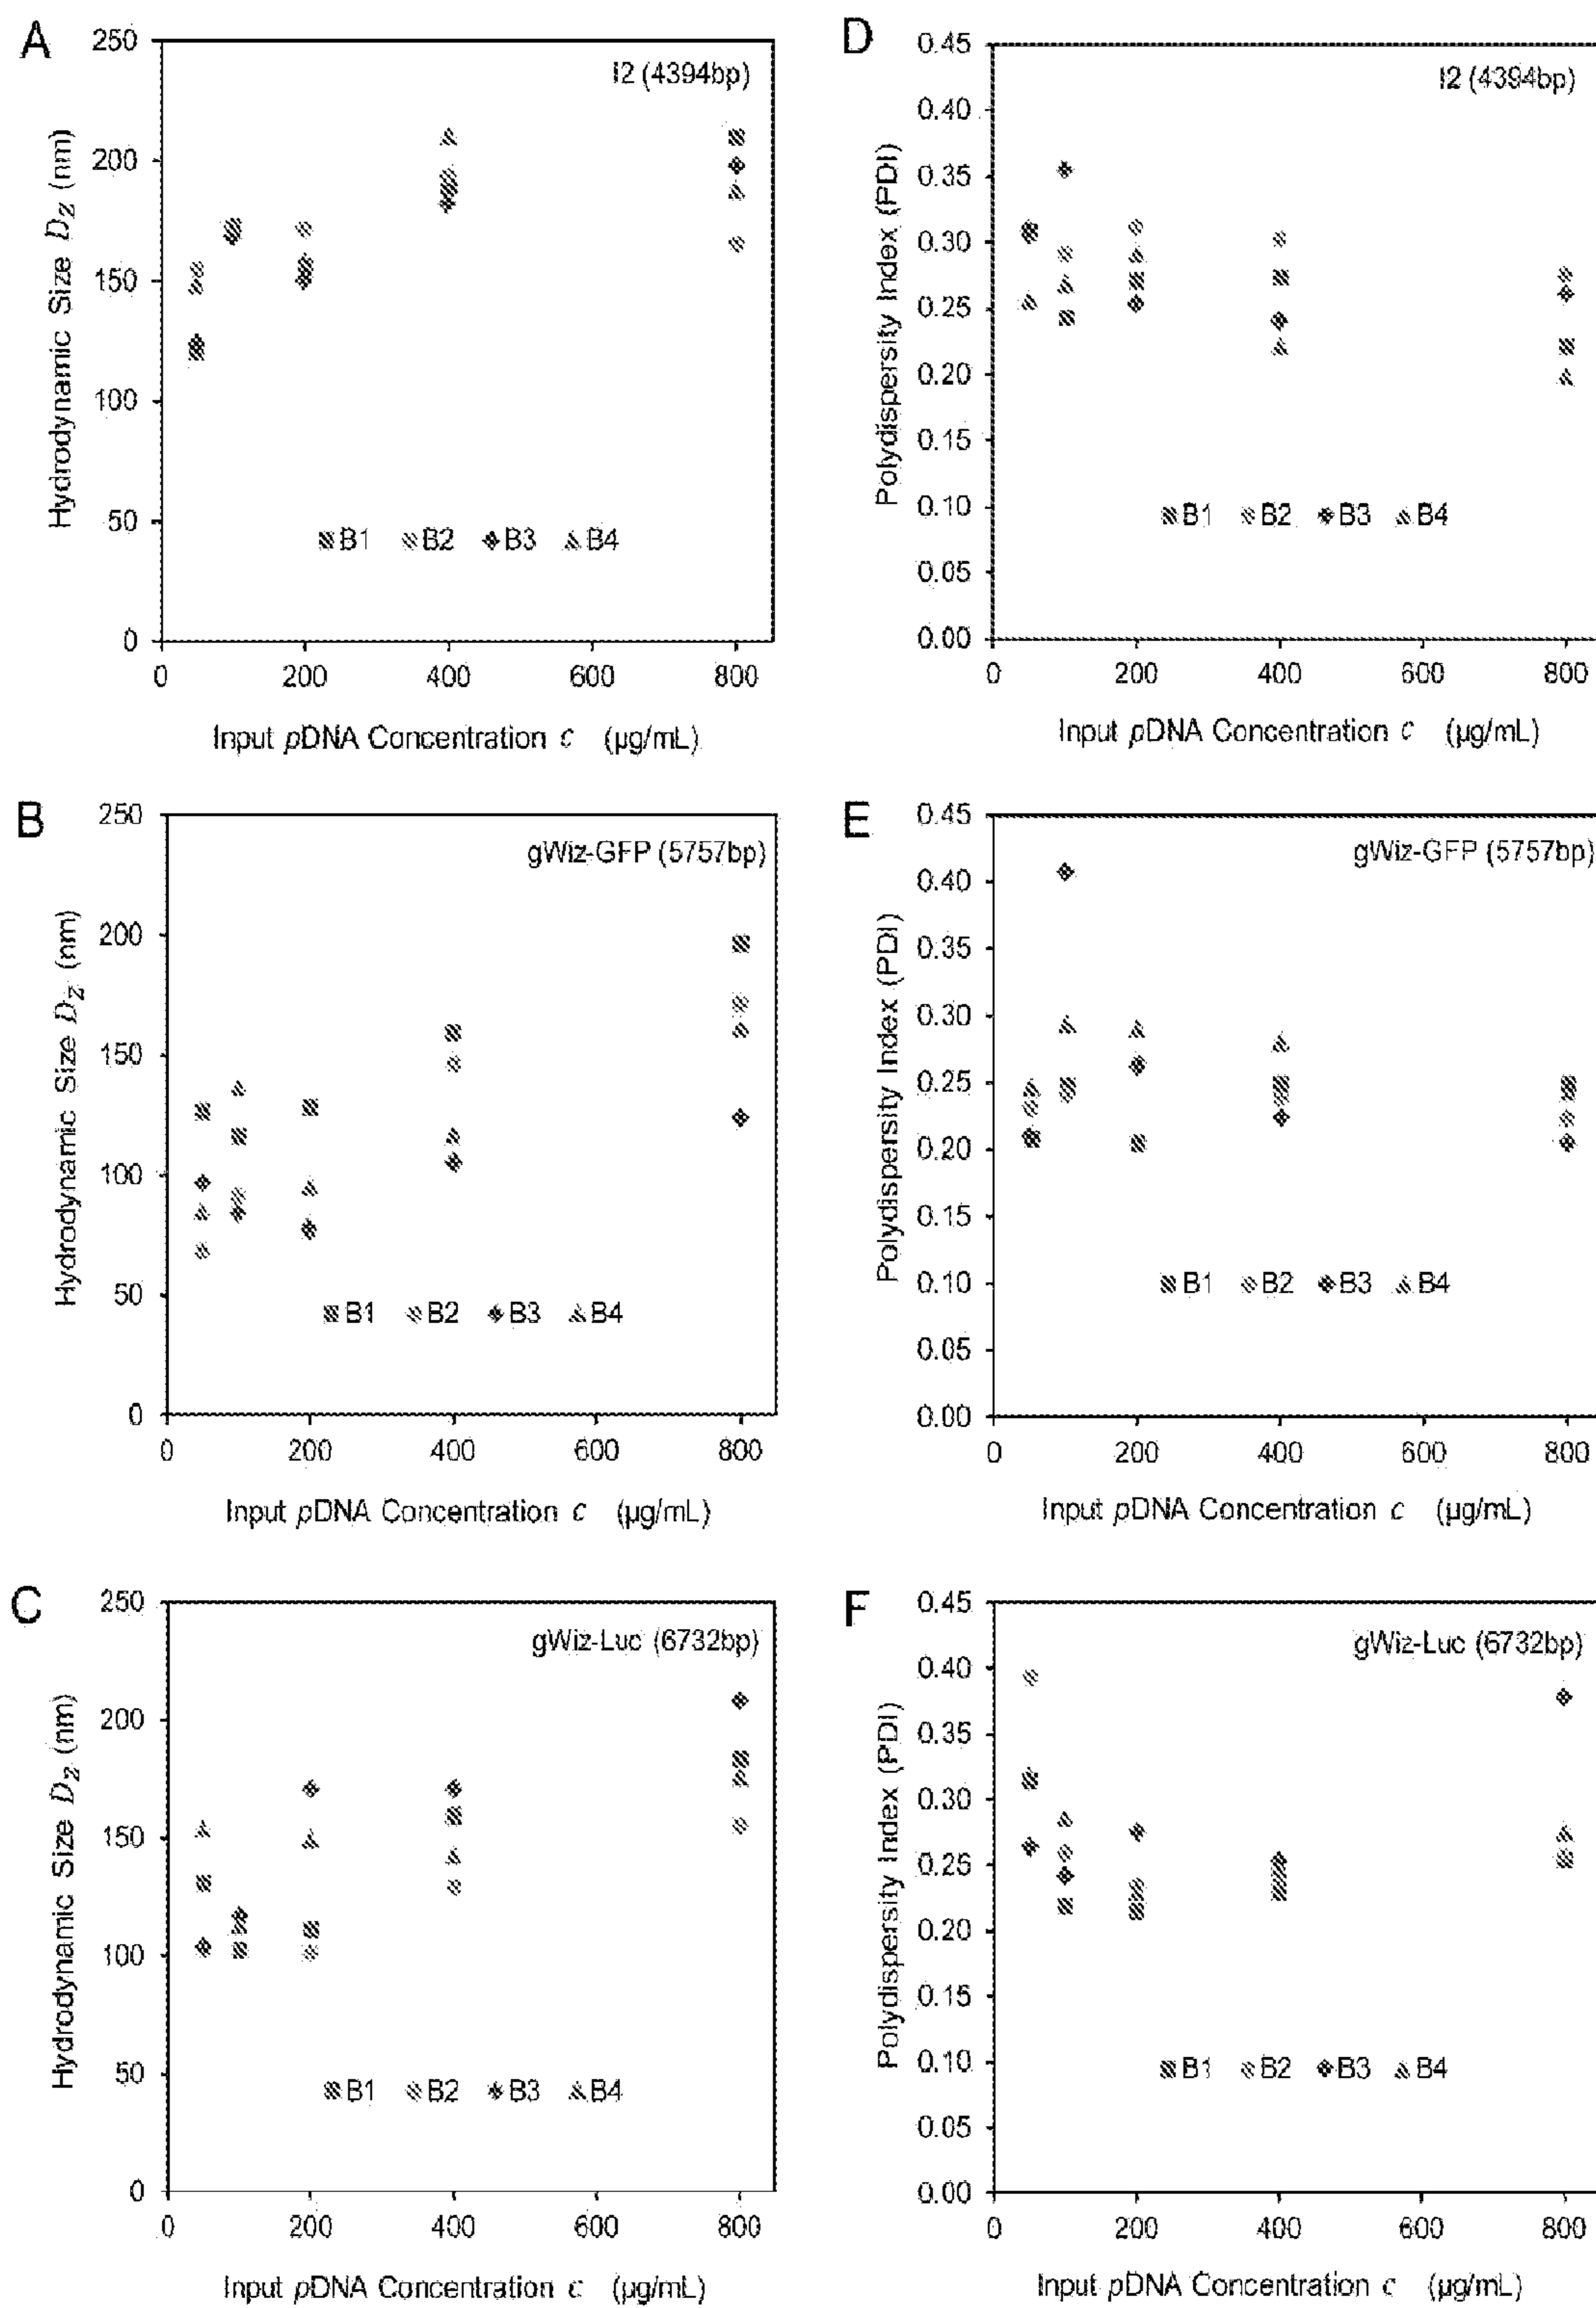 A
250
200
150
100
50
0
Hydrodynamic Size Dz (nm)
I2 (4394bp)
B1 B2 B3 B4
0 200 400 600 800
Input pDNA Concentration c (µg/mL)
D
0.45
0.40
0.35
0.30
0.25
0.20
0.15
0.10
0.05
0.00
Polydispersity Index (PDI)
I2 (4394bp)
B1 B2 B3 B4
0 200 400 600 800
Input pDNA Concentration c (µg/mL)
B
250
200
150
100
50
0
Hydrodynamic Size Dz (nm)
gWiz-GFP (5757bp)
B1 B2 B3 B4
0 200 400 600 800
Input pDNA Concentration c (µg/mL)
E
0.45
0.40
0.35
0.30
0.25
0.20
0.15
0.10
0.05
0.00
Polydispersity Index (PDI)
gWiz-GFP (5757bp)
B1 B2 B3 B4
0 200 400 600 800
Input pDNA Concentration c (µg/mL)
C
250
200
150
100
50
0
Hydrodynamic Size Dz (nm)
gWiz-Luc (6732bp)
B1 B2 B3 B4
0 200 400 600 800
Input pDNA Concentration c (µg/mL)
F
0.45
0.40
0.35
0.30
0.25
0.20
0.15
0.10
0.05
0.00
Polydispersity Index (PDI)
gWiz-Luc (6732bp)
B1 B2 B3 B4
0 200 400 600 800
Input pDNA Concentration c (µg/mL)